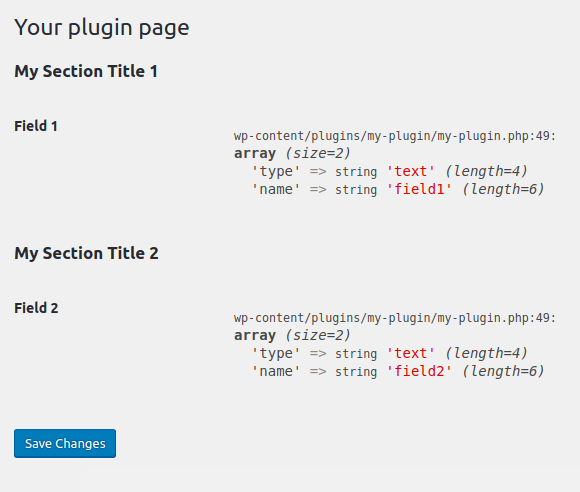 Your plugin page
My Section Title 1
Field 1
wp-content/plugins/my-plugin/my-plugin.php:49:
array (size=2)
'type' => string 'text' (length=4)
'name' => string 'field1' (length=6)
My Section Title 2
Field 2
wp-content/plugins/my-plugin/my-plugin.php:49:
array (size=2)
'type' => string 'text' (length=4)
'name' => string 'field2' (length=6)
Save Changes